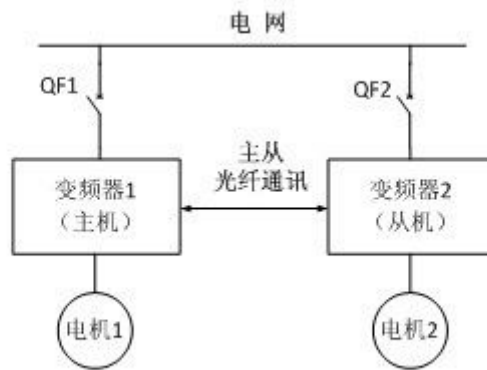 电 网
QF1
QF2
主从
光纤通讯
变频器1
（主机）
变频器2
（从机）
电机1
电机2